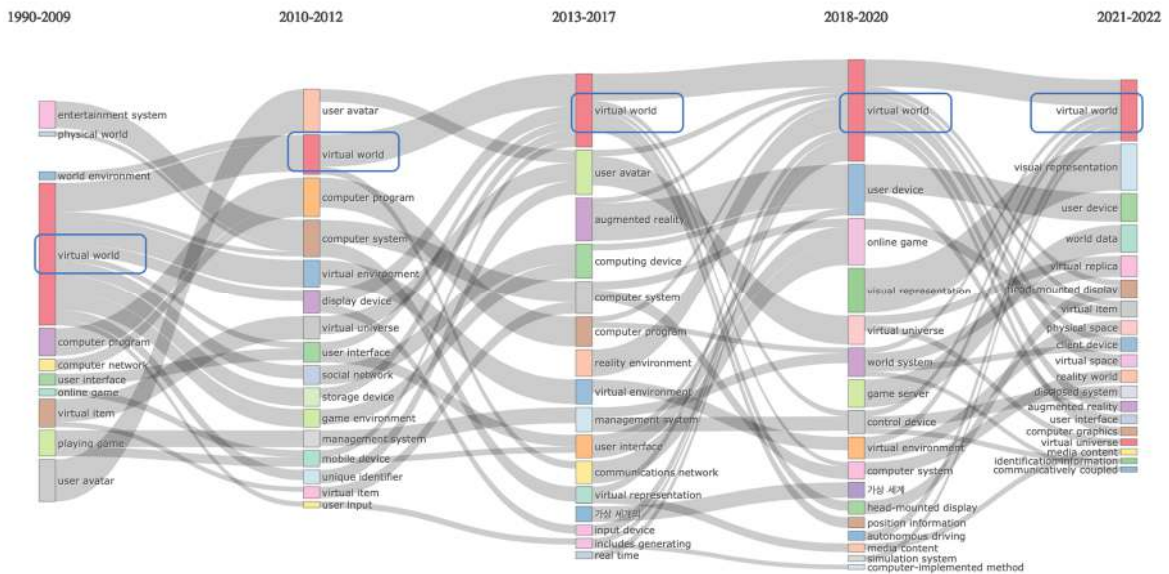 1990-2009
2010-2012
2013-2017
2018-2020
2021-2022
entertainment system
physical world
world environment
virtual world
computer program
computer network
user interface
online game
virtual item
playing game
user avatar
user avatar
virtual world
computer program
computer system
virtual environment
display device
virtual universe
user interface
social network
storage device
game environment
management system
mobile device
unique identifier
virtual item
user input
virtual world
user avatar
augmented reality
computing device
computer system
computer program
reality environment
virtual environment
management system
user interface
communications network
virtual representation
가상 세계의
input device
includes generating
real time
virtual world
user device
online game
visual representation
virtual universe
world system
game server
control device
virtual environment
computer system
가상 세계
head-mounted display
position information
autonomous driving
media content
simulation system
computer-implemented method
virtual world
visual representation
user device
world data
virtual replica
head-mounted display
virtual item
physical space
client device
virtual space
reality world
disclosed system
augmented reality
user interface
computer graphics
virtual universe
media content
identification information
communicatively coupled